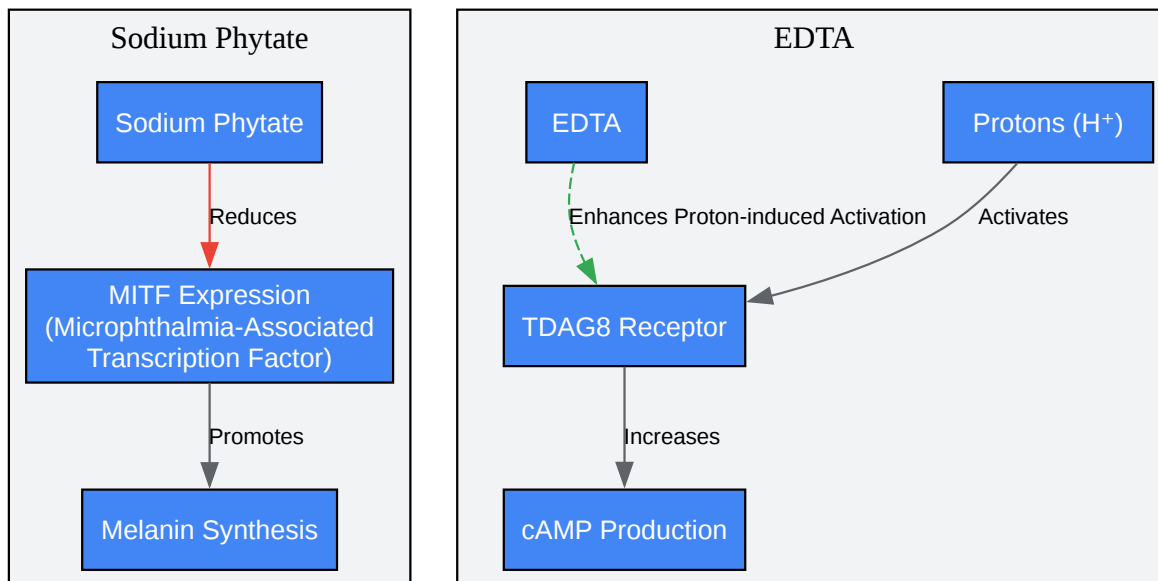 Sodium Phytate
Sodium Phytate
Reduces
MITF Expression
(Microphthalmia-Associated
Transcription Factor)
Promotes
Melanin Synthesis
EDTA
EDTA
Protons (H⁺)
Enhances Proton-induced Activation
Activates
TDAG8 Receptor
Increases
cAMP Production